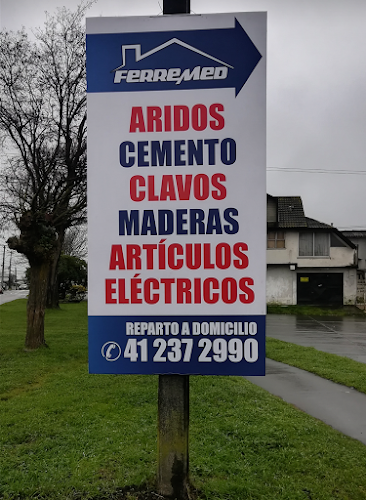 FERREMED
ARIDOS
CEMENTO
CLAVOS
MADERAS
ARTÍCULOS
ELÉCTRICOS
REPARTO A DOMICILIO
41 237 2990